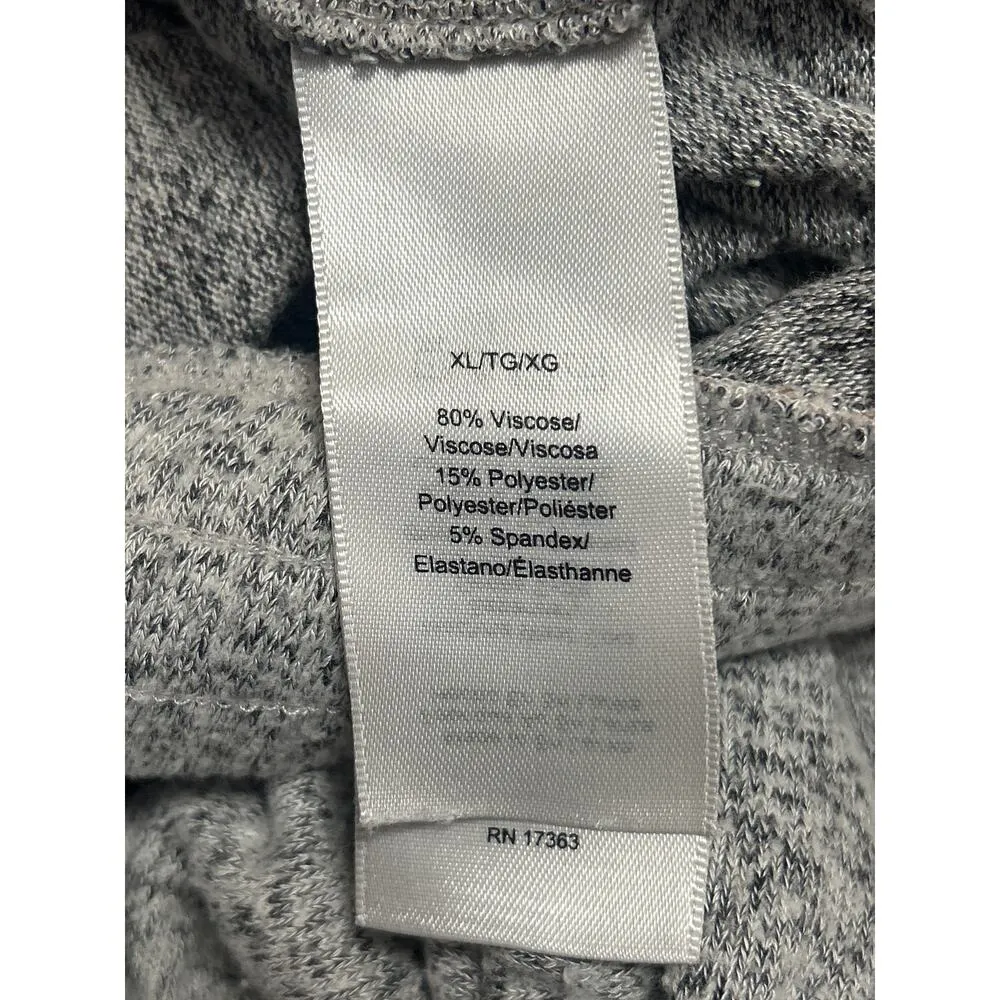 XL/TG/XG
80% Viscose/
Viscose/Viscosa
15% Polyester/
Polyester/Poliéster
5% Spandex/
Elastano/Élasthanne
RN 17363